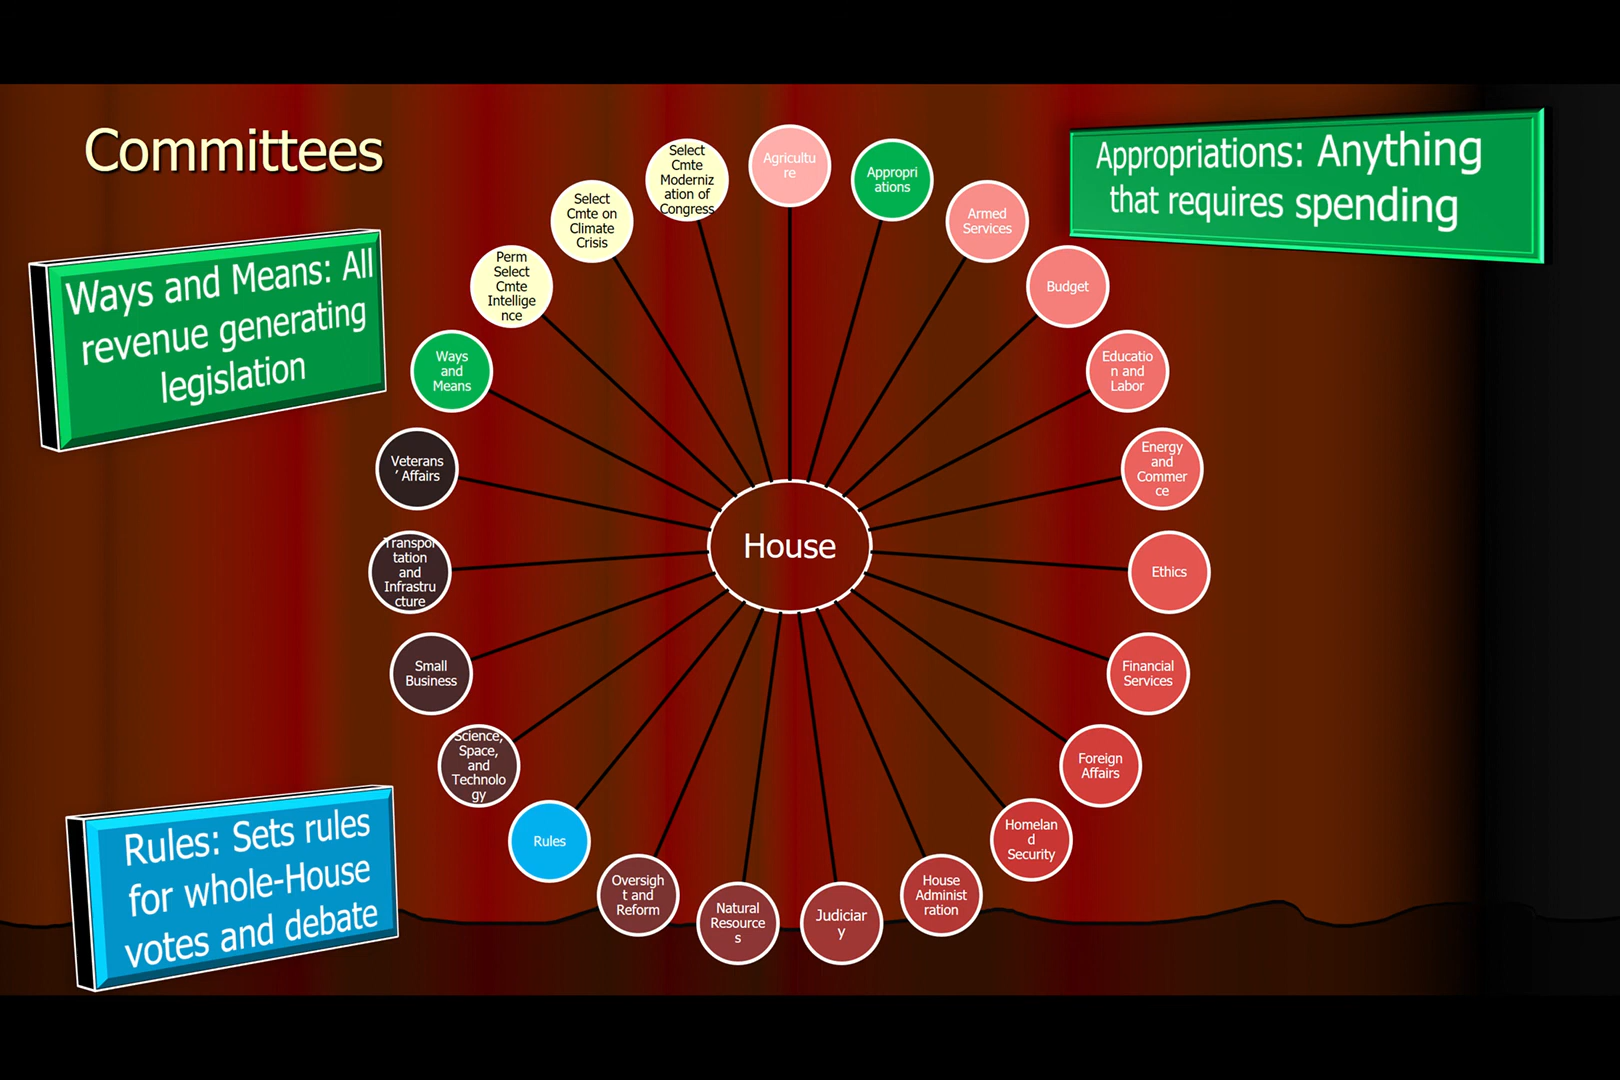 Committees
Ways and Means: All
revenue generating
legislation
Rules: Sets rules
for whole-House
votes and debate
Appropriations: Anything
that requires spending
House
Agricultu
re
Appropri
ations
Armed
Services
Budget
Educatio
n and
Labor
Energy
and
Commer
ce
Ethics
Financial
Services
Foreign
Affairs
Homelan
d
Security
House
Administ
ration
Judiciar
y
Natural
Resource
s
Oversigh
t and
Reform
Rules
Science,
Space,
and
Technolo
gy
Small
Business
Transpor
tation
and
Infrastru
cture
Veterans
’ Affairs
Ways
and
Means
Perm
Select
Cmte
Intellige
nce
Select
Cmte on
Climate
Crisis
Select
Cmte
Moderniz
ation of
Congress